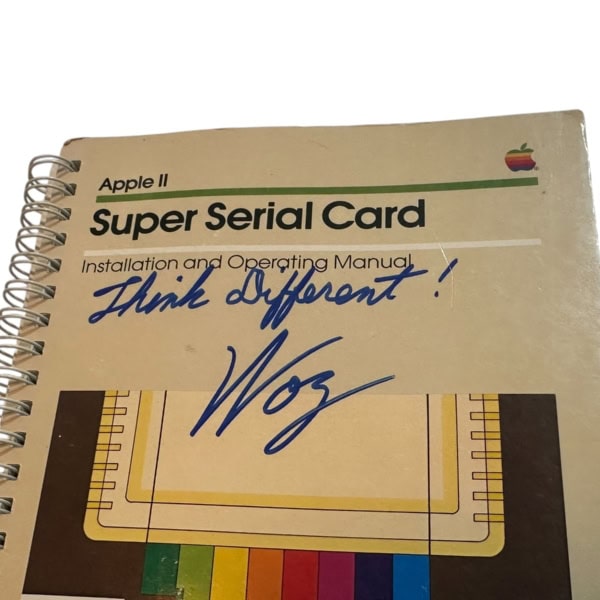 Apple II
Super Serial Card
Installation and Operating Manual
Think Different!
Woz